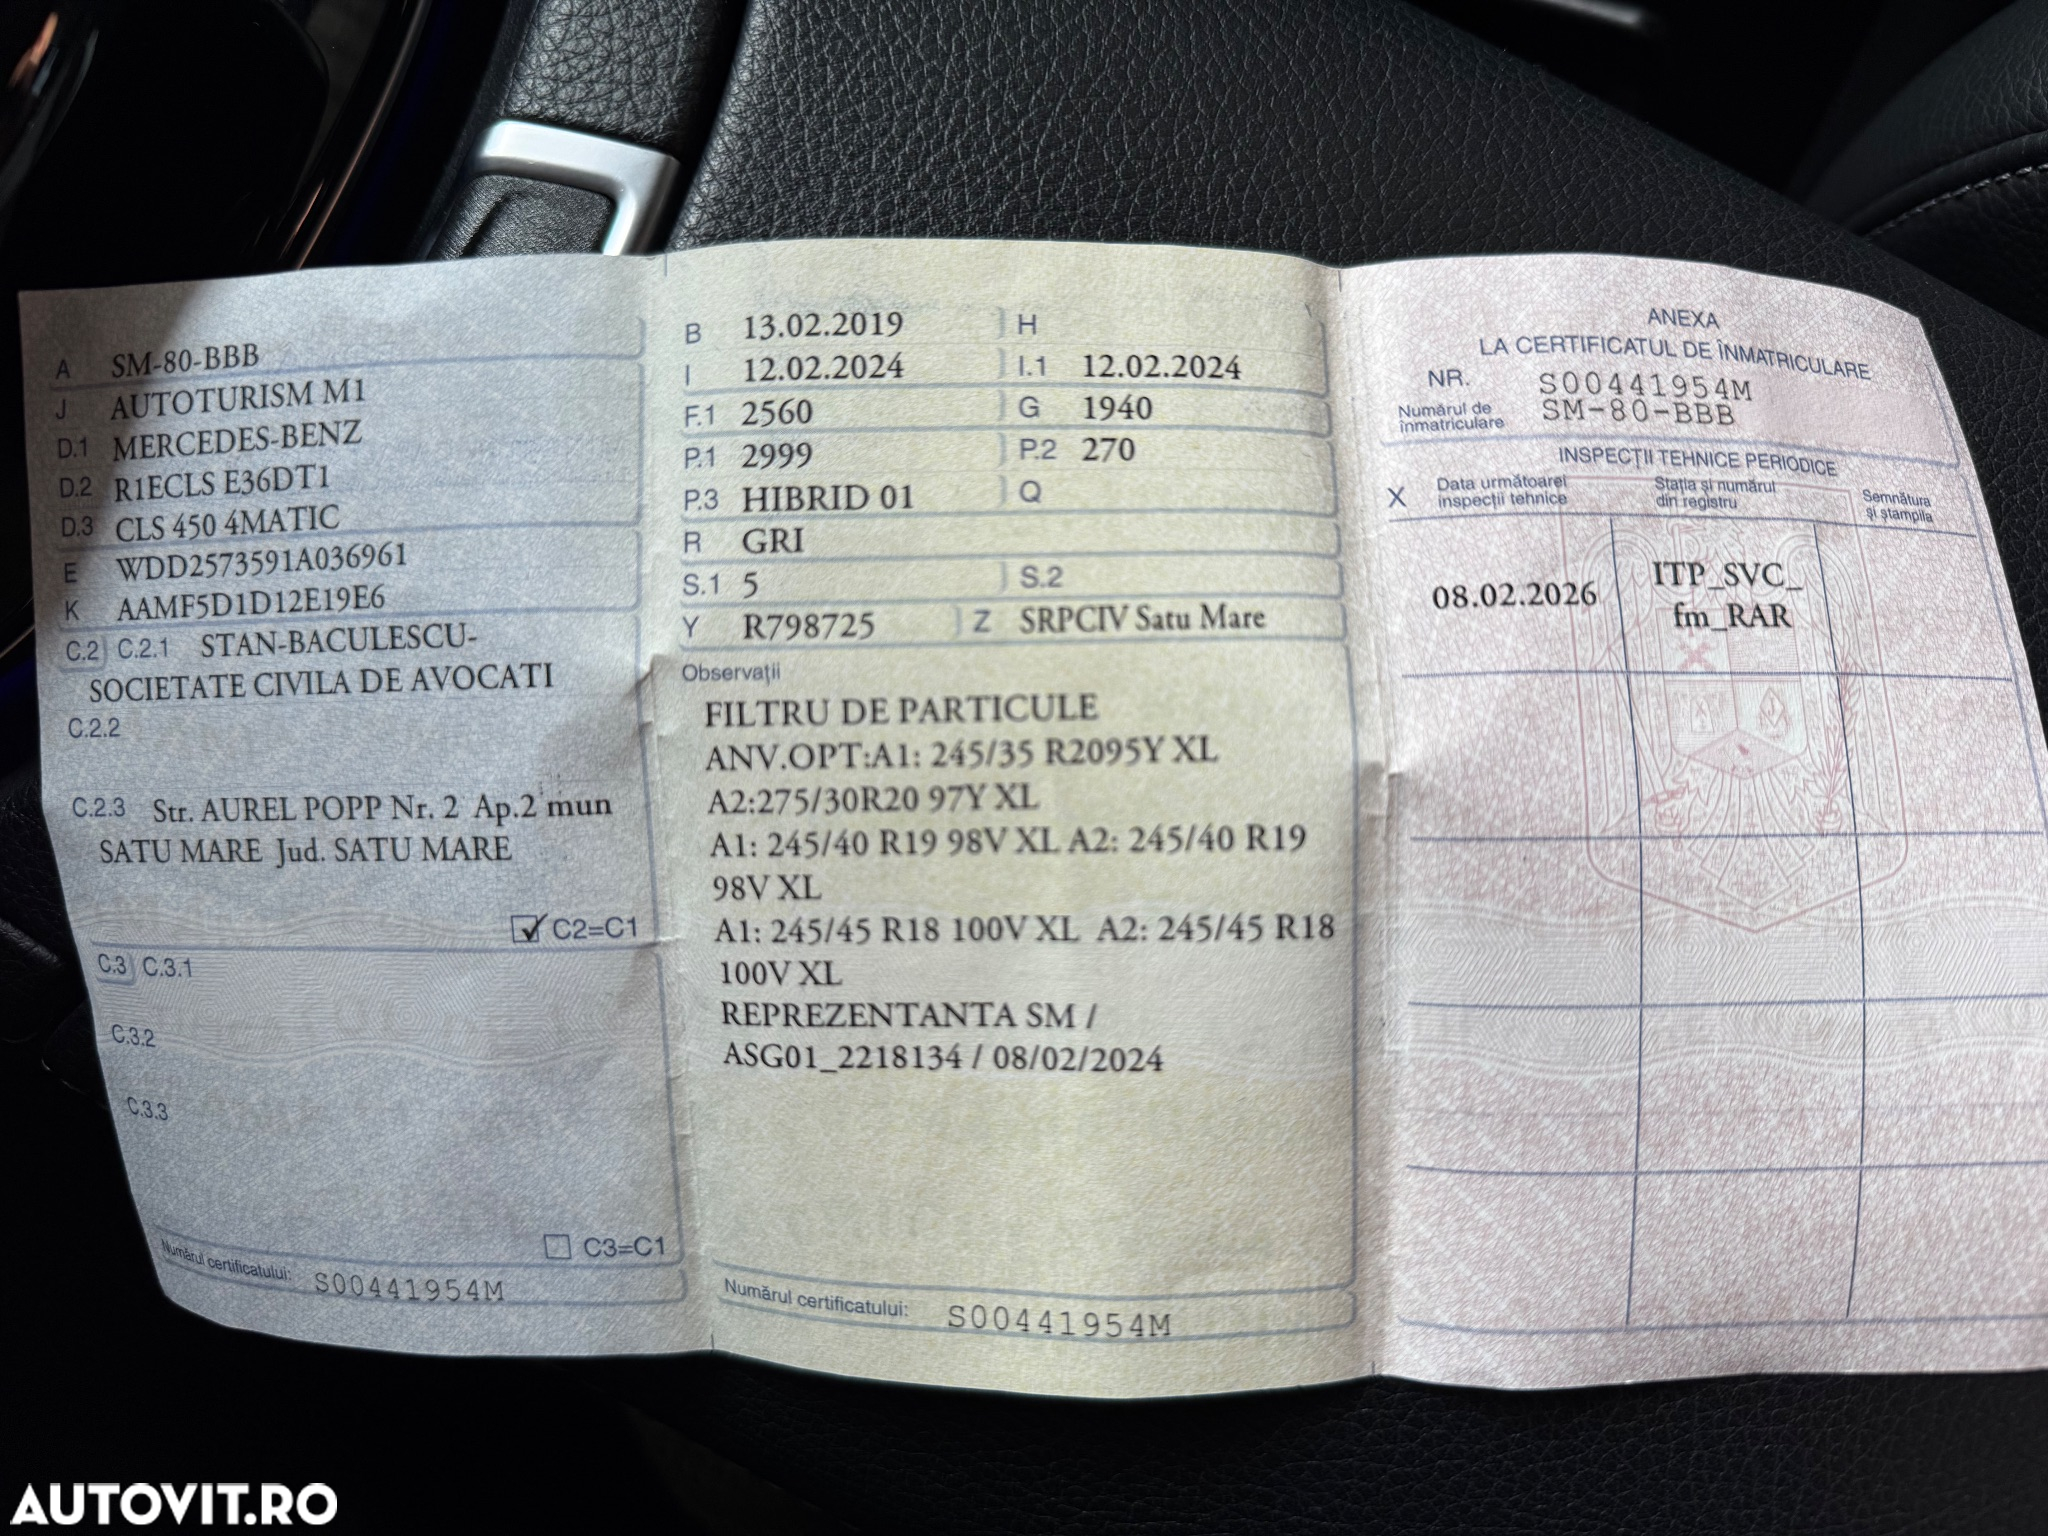 A SM-80-BBB
J AUTOTURISM M1
D.1 MERCEDES-BENZ
D.2 R1ECLS E36DT1
D.3 CLS 450 4MATIC
E WDD2573591A036961
K AAMF5D1D12E19E6
C.2 C.2.1 STAN-BACULESCU-
SOCIETATE CIVILA DE AVOCATI
C.2.2
C.2.3 Str. AUREL POPP Nr. 2 Ap.2 mun
SATU MARE Jud. SATU MARE
C2=C1
C.3 C.3.1
C.3.2
C.3.3
C3=C1
Numărul certificatului: S00441954M
B 13.02.2019 H
I 12.02.2024 I.1 12.02.2024
F.1 2560 G 1940
P.1 2999 P.2 270
P.3 HIBRID 01 Q
R GRI
S.1 5 S.2
Y R798725 Z SRPCIV Satu Mare
Observații
FILTRU DE PARTICULE
ANV.OPT:A1: 245/35 R2095Y XL
A2:275/30R20 97Y XL
A1: 245/40 R19 98V XL A2: 245/40 R19
98V XL
A1: 245/45 R18 100V XL A2: 245/45 R18
100V XL
REPREZENTANTA SM /
ASG01_2218134 / 08/02/2024
Numărul certificatului: S00441954M
ANEXA
LA CERTIFICATUL DE ÎNMATRICULARE
NR. S00441954M
Numărul de
înmatriculare SM-80-BBB
INSPECȚII TEHNICE PERIODICE
X Data următoarei
inspecții tehnice
Stația și numărul
din registru
Semnătura
și ștampila
08.02.2026
ITP_SVC_
fm_RAR
AUTOVIT.RO